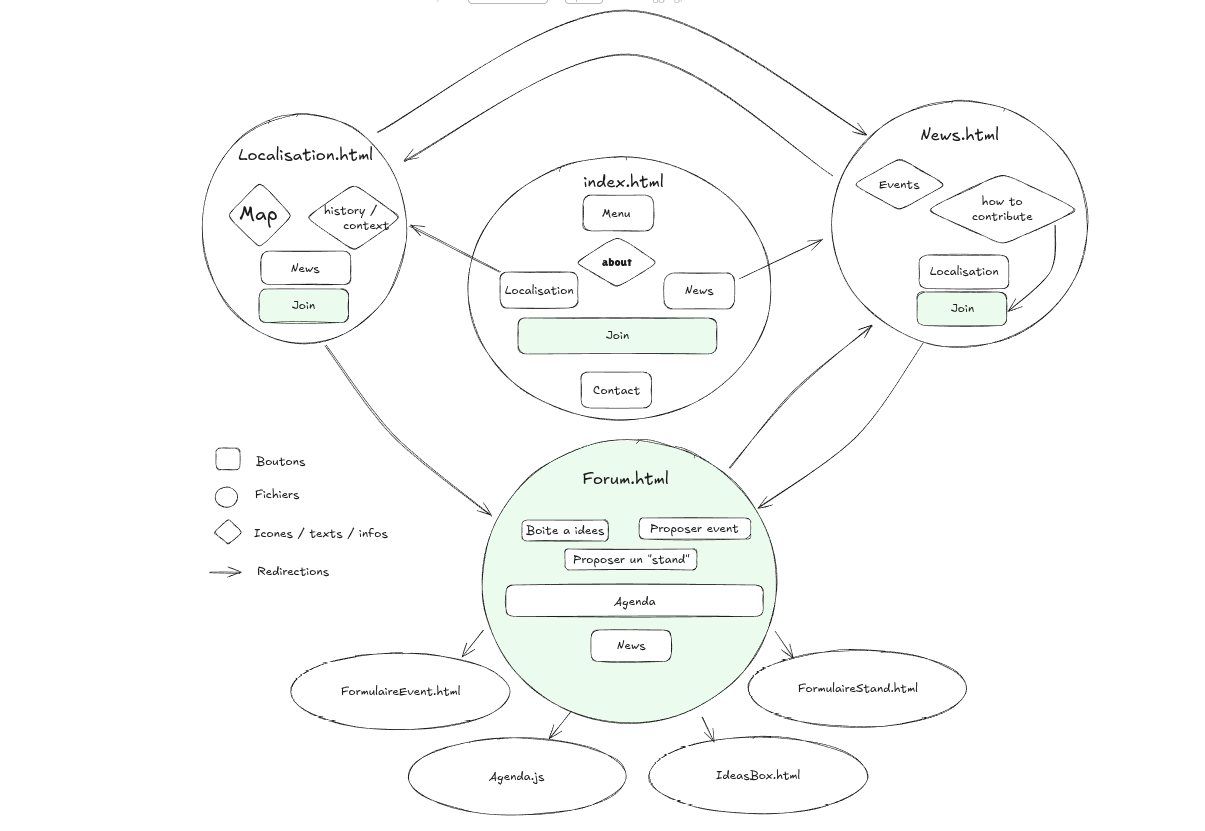 Localisation.html
Map
history /
context
News
Join
index.html
Menu
about
Localisation
News
Join
Contact
News.html
Events
how to
contribute
Localisation
Join
Boutons
Fichiers
Icones / texts / infos
Redirections
Forum.html
Boite a idees
Proposer event
Proposer un "stand"
Agenda
News
FormulaireEvent.html
FormulaireStand.html
Agenda.js
IdeasBox.html